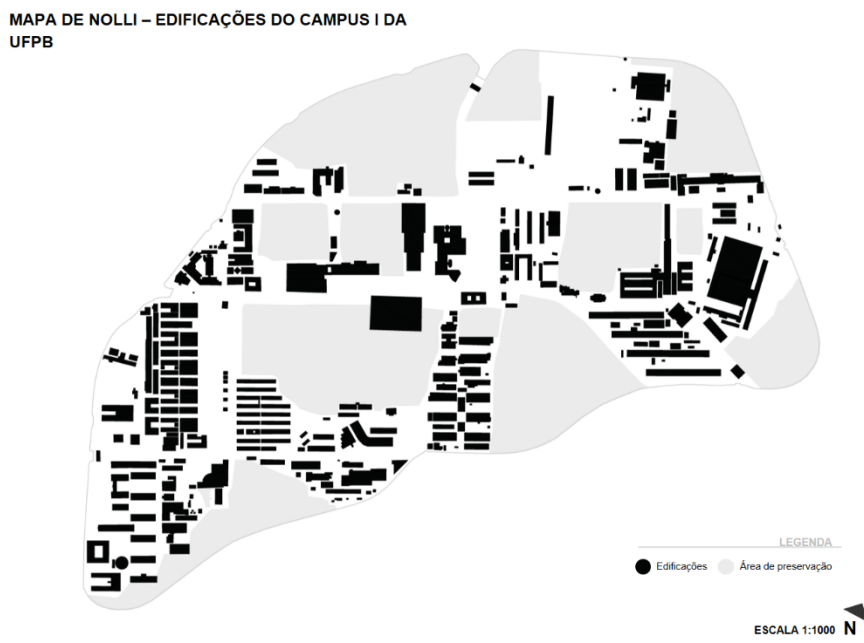 MAPA DE NOLLI – EDIFICAÇÕES DO CAMPUS I DA
UFPB
LEGENDA
Edificações
Área de preservação
ESCALA 1:1000 N